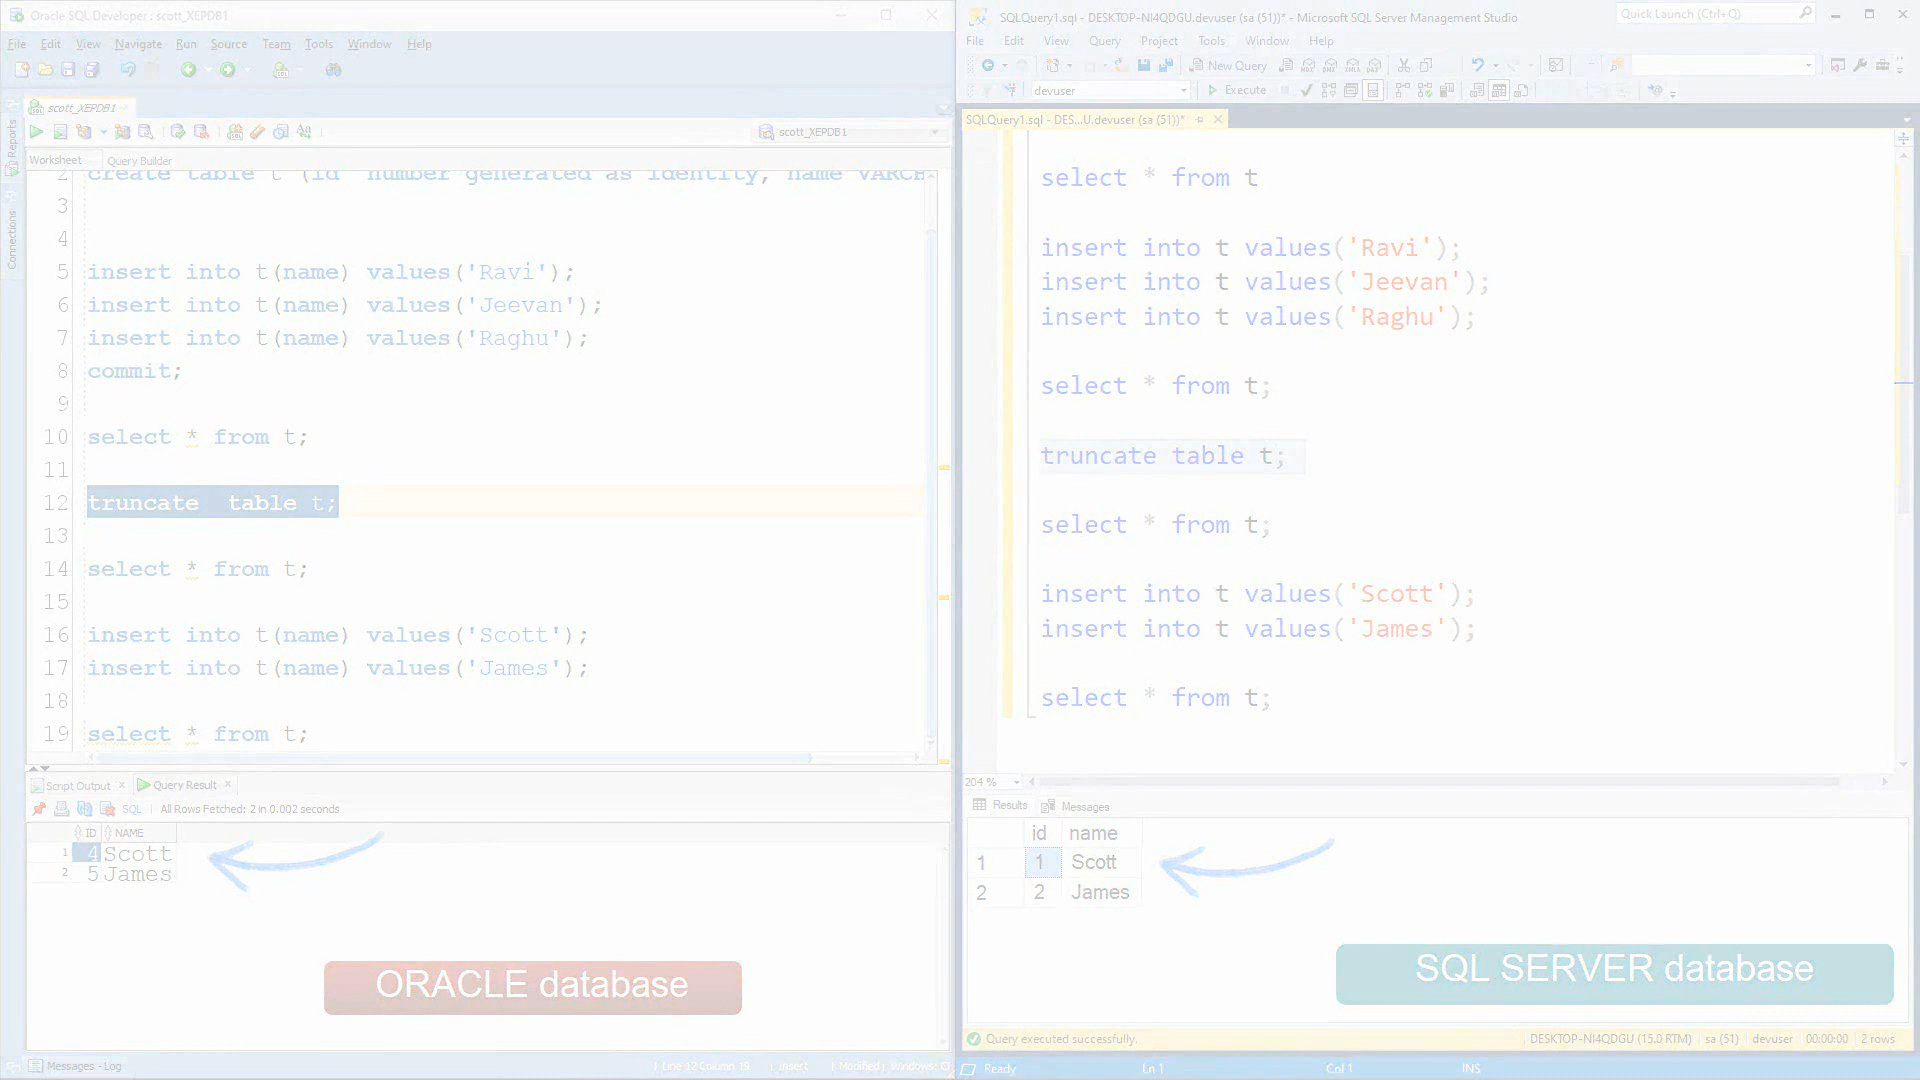 Oracle SQL Developer : scott_XEPDB1
File Edit View Navigate Run Source Team Tools Window Help
scott_XEPDB1
scott_XEPDB1
Reports
Connections
Worksheet Query Builder
2 create table t (id number generated as identity, name VARCH
3
4
5 insert into t(name) values('Ravi');
6 insert into t(name) values('Jeevan');
7 insert into t(name) values('Raghu');
8 commit;
9
10 select * from t;
11
12 truncate  table t;
13
14 select * from t;
15
16 insert into t(name) values('Scott');
17 insert into t(name) values('James');
18
19 select * from t;
Script Output × Query Result ×
SQL | All Rows Fetched: 2 in 0.002 seconds
ID NAME
1 4 Scott
2 5 James
ORACLE database
Messages - Log
Line 12 Column 19 | Insert | Modified | Windows: C
SQLQuery1.sql - DESKTOP-NI4QDGU.devuser (sa (51))* - Microsoft SQL Server Management Studio
Quick Launch (Ctrl+Q)
File Edit View Query Project Tools Window Help
New Query
devuser Execute
SQLQuery1.sql - DES...U.devuser (sa (51))*
select * from t
insert into t values('Ravi');
insert into t values('Jeevan');
insert into t values('Raghu');
select * from t;
truncate table t;
select * from t;
insert into t values('Scott');
insert into t values('James');
select * from t;
204 %
Results Messages
id name
1 1 Scott
2 2 James
SQL SERVER database
Query executed successfully. DESKTOP-NI4QDGU (15.0 RTM) sa (51) devuser 00:00:00 2 rows
Ready Ln 1 Col 1 INS